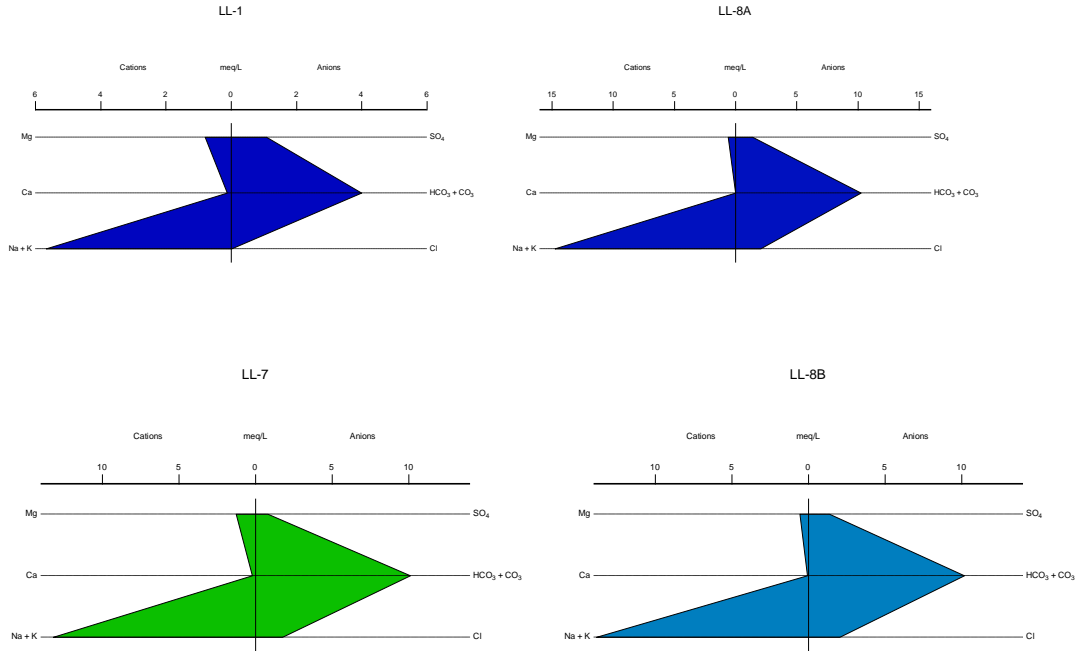 LL-1
Cations meq/L Anions
6 4 2 0 2 4 6
Mg SO₄
Ca HCO₃ + CO₃
Na + K Cl
LL-8A
Cations meq/L Anions
15 10 5 0 5 10 15
Mg SO₄
Ca HCO₃ + CO₃
Na + K Cl
LL-7
Cations meq/L Anions
10 5 0 5 10
Mg SO₄
Ca HCO₃ + CO₃
Na + K Cl
LL-8B
Cations meq/L Anions
10 5 0 5 10
Mg SO₄
Ca HCO₃ + CO₃
Na + K Cl